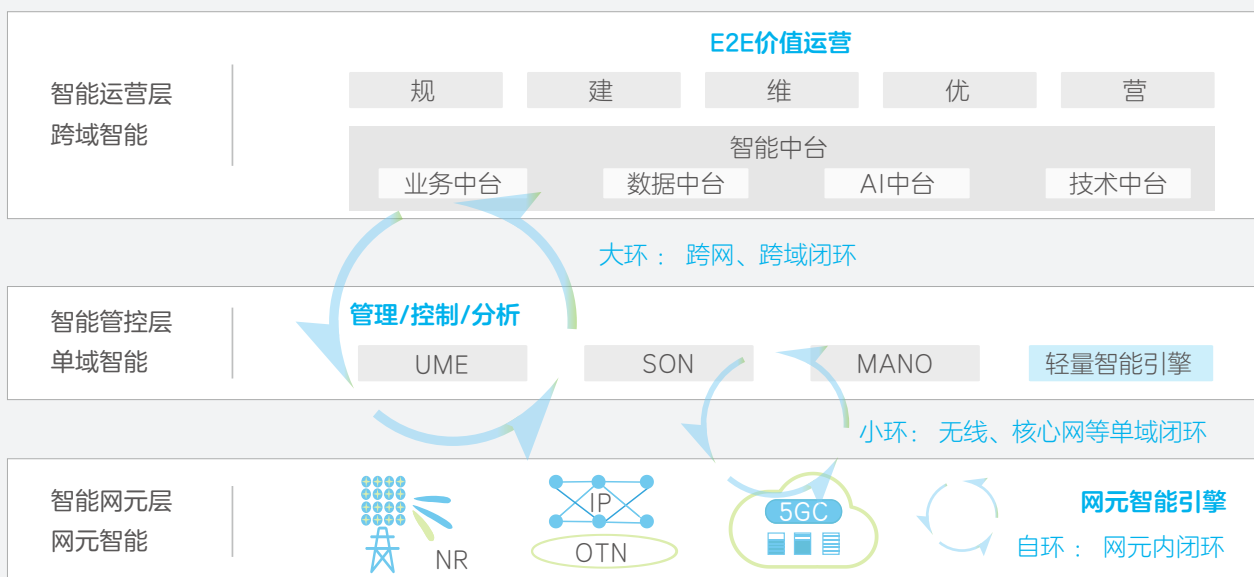 E2E价值运营
智能运营层
跨域智能
规 建 维 优 营
智能中台
业务中台 数据中台 AI中台 技术中台
大环： 跨网、跨域闭环
智能管控层
单域智能
管理/控制/分析
UME SON MANO 轻量智能引擎
小环： 无线、核心网等单域闭环
智能网元层
网元智能
NR
IP
OTN
5GC
网元智能引擎
自环： 网元内闭环